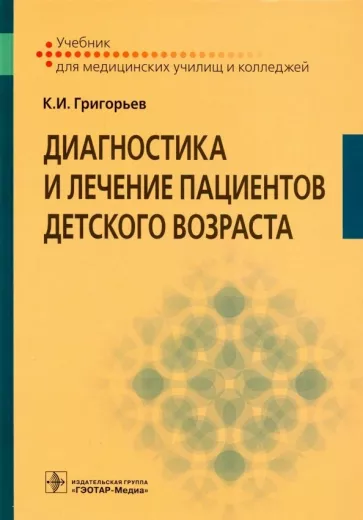 Учебник
для медицинских училищ и колледжей
К.И. Григорьев
ДИАГНОСТИКА
И ЛЕЧЕНИЕ ПАЦИЕНТОВ
ДЕТСКОГО ВОЗРАСТА
ИЗДАТЕЛЬСКАЯ ГРУППА
«ГЭОТАР-Медиа»